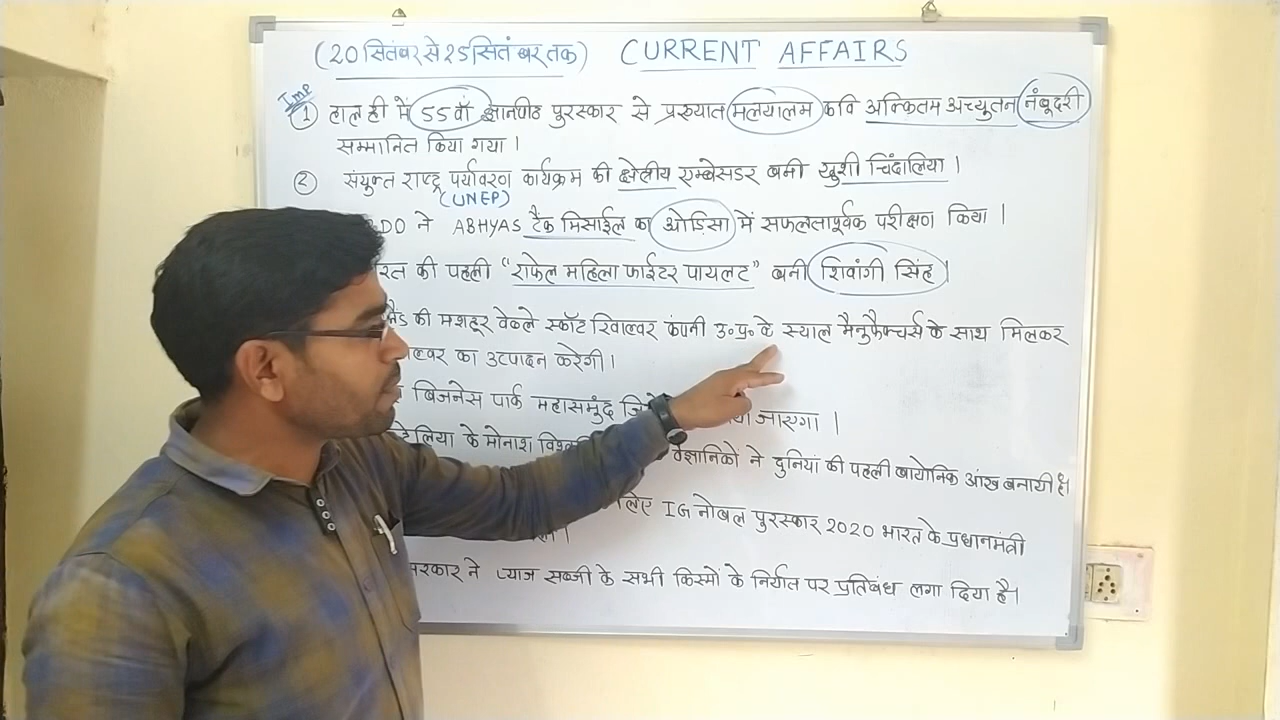 (20 सितंबर से 25 सितंबर तक) CURRENT AFFAIRS
Imp
① हाल ही में 55वाँ ज्ञानपीठ पुरस्कार से प्रख्यात मलयालम कवि अक्कितम अच्युतन नंबूदरी
सम्मानित किया गया ।
② संयुक्त राष्ट्र पर्यावरण कार्यक्रम की क्षेत्रीय एम्बेसडर बनी खुशी चिंदालिया ।
(UNEP)
DO ने ABHYAS टैंक मिसाईल का ओडिसा में सफलतापूर्वक परीक्षण किया ।
रत की पहली "राफेल महिला फाईटर पायलट" बनी शिवांगी सिंह ।
की मशहूर वेबले स्कॉट रिवाल्वर कंपनी उ॰प्र॰ के स्याल मैनुफैक्चर्स के साथ मिलकर
ल्वर का उत्पादन करेगी ।
बिजनेस पार्क महासमुंद जाएगा ।
के मोनाश वैज्ञानिको ने दुनियां की पहली बायोनिक आंख बनायी है।
लिए IG नोबल पुरस्कार 2020 भारत के प्रधानमंत्री
सरकार ने प्याज सब्जी के सभी किस्मो के निर्यात पर प्रतिबंध लगा दिया है।